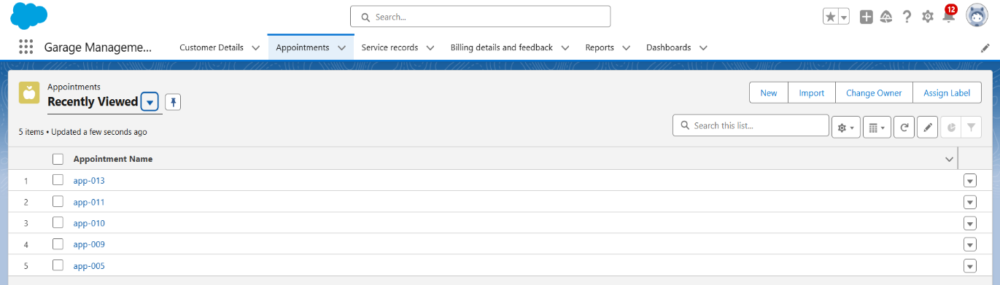 Search...
12
Garage Manageme...
Customer Details
Appointments
Service records
Billing details and feedback
Reports
Dashboards
Appointments
Recently Viewed
New
Import
Change Owner
Assign Label
5 items • Updated a few seconds ago
Search this list...
Appointment Name
1 app-013
2 app-011
3 app-010
4 app-009
5 app-005